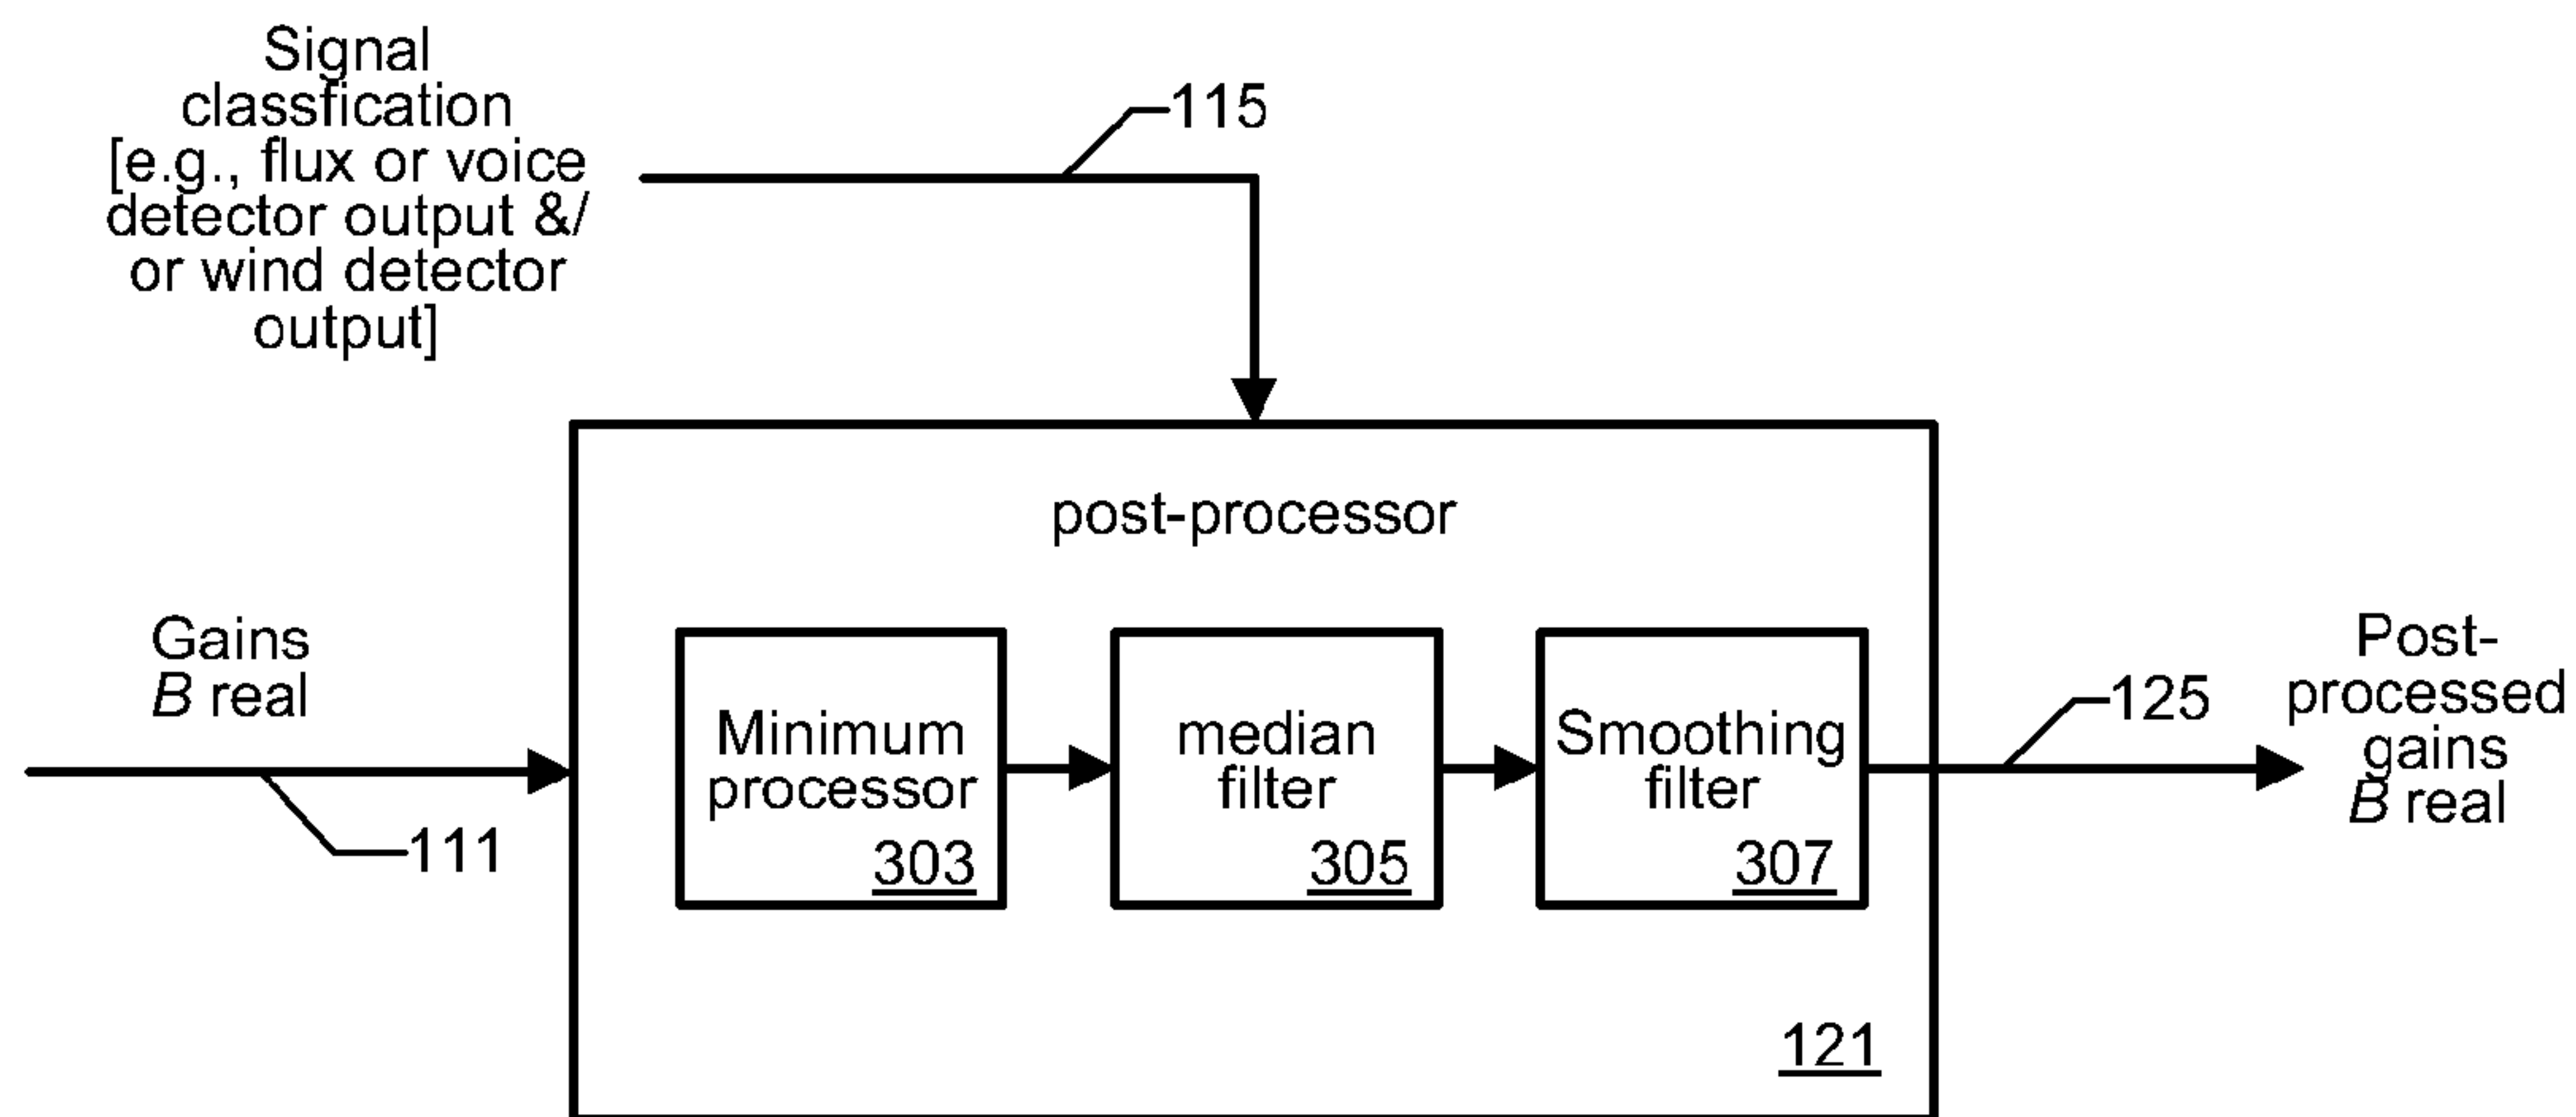 Signal
classfication
[e.g., flux or voice
detector output &/
or wind detector
output]
115
post-processor
Gains
B real
111
Minimum
processor
303
median
filter
305
Smoothing
filter
307
121
125
Post-
processed
gains
B real